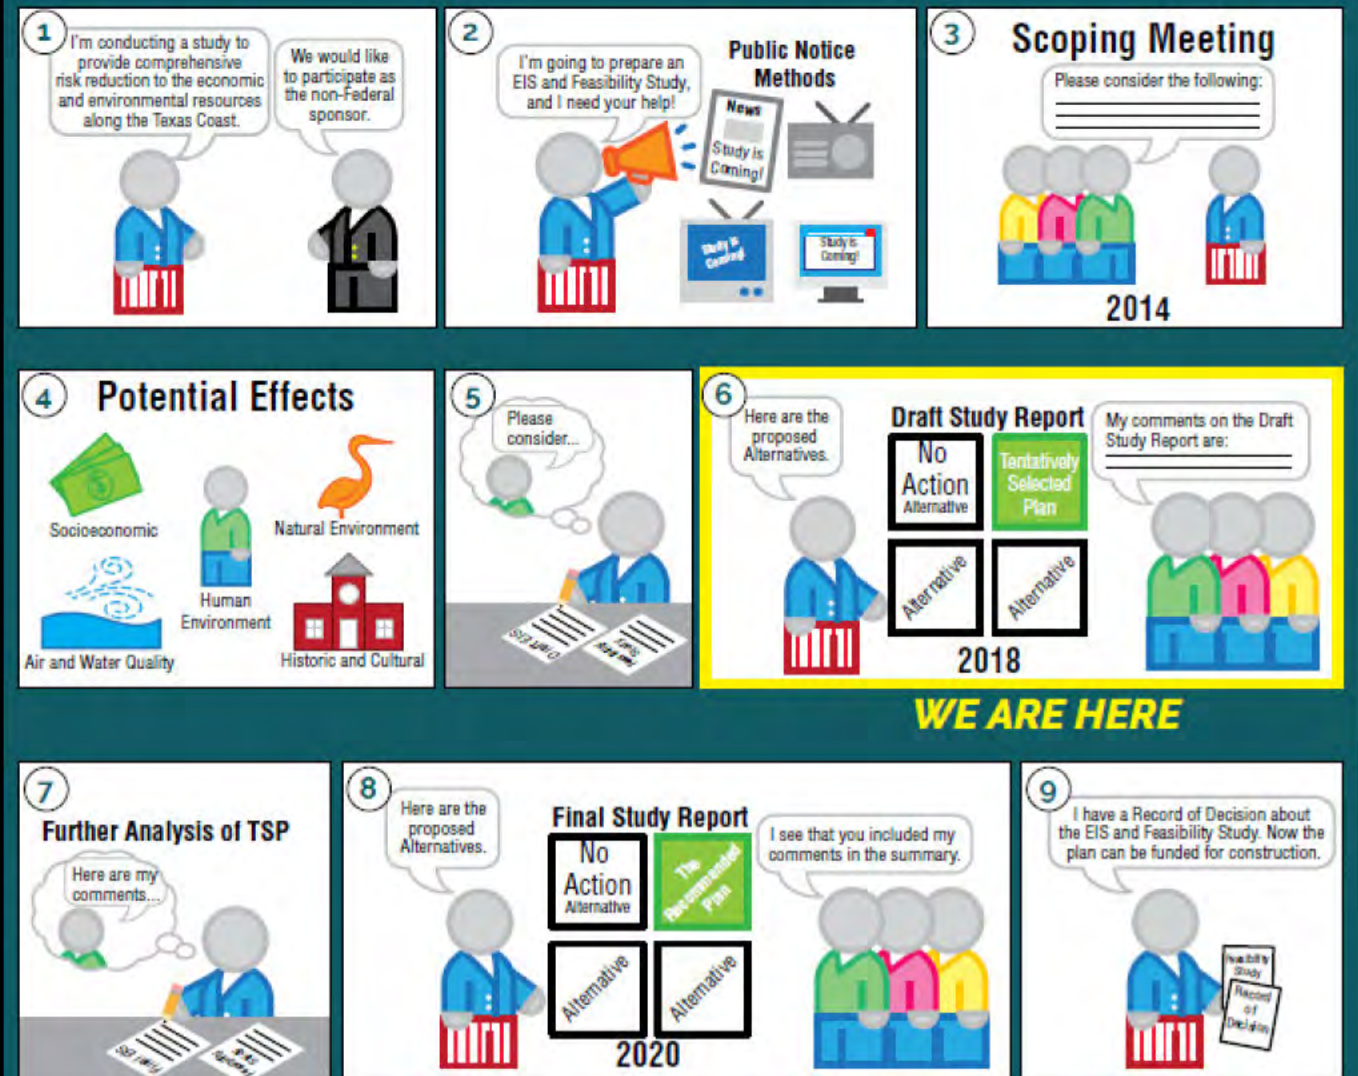 1
I'm conducting a study to
provide comprehensive
risk reduction to the economic
and environmental resources
along the Texas Coast.
We would like
to participate as
the non-Federal
sponsor.
2
I'm going to prepare an
EIS and Feasibility Study,
and I need your help!
Public Notice
Methods
News
Study is
Coming!
Study is
Coming!
Study is
Coming!
3
Scoping Meeting
Please consider the following:
2014
4
Potential Effects
Socioeconomic
Natural Environment
Human
Environment
Air and Water Quality
Historic and Cultural
5
Please
consider...
Draft EIS
Study
6
Here are the
proposed
Alternatives.
Draft Study Report
No
Action
Alternative
Tentatively
Selected
Plan
Alternative
Alternative
My comments on the Draft
Study Report are:
2018
WE ARE HERE
7
Further Analysis of TSP
Here are my
comments...
EIS
8
Here are the
proposed
Alternatives.
Final Study Report
No
Action
Alternative
The
Recommended
Plan
Alternative
Alternative
I see that you included my
comments in the summary.
2020
9
I have a Record of Decision about
the EIS and Feasibility Study. Now the
plan can be funded for construction.
Feasibility
Study
Record
of
Decision